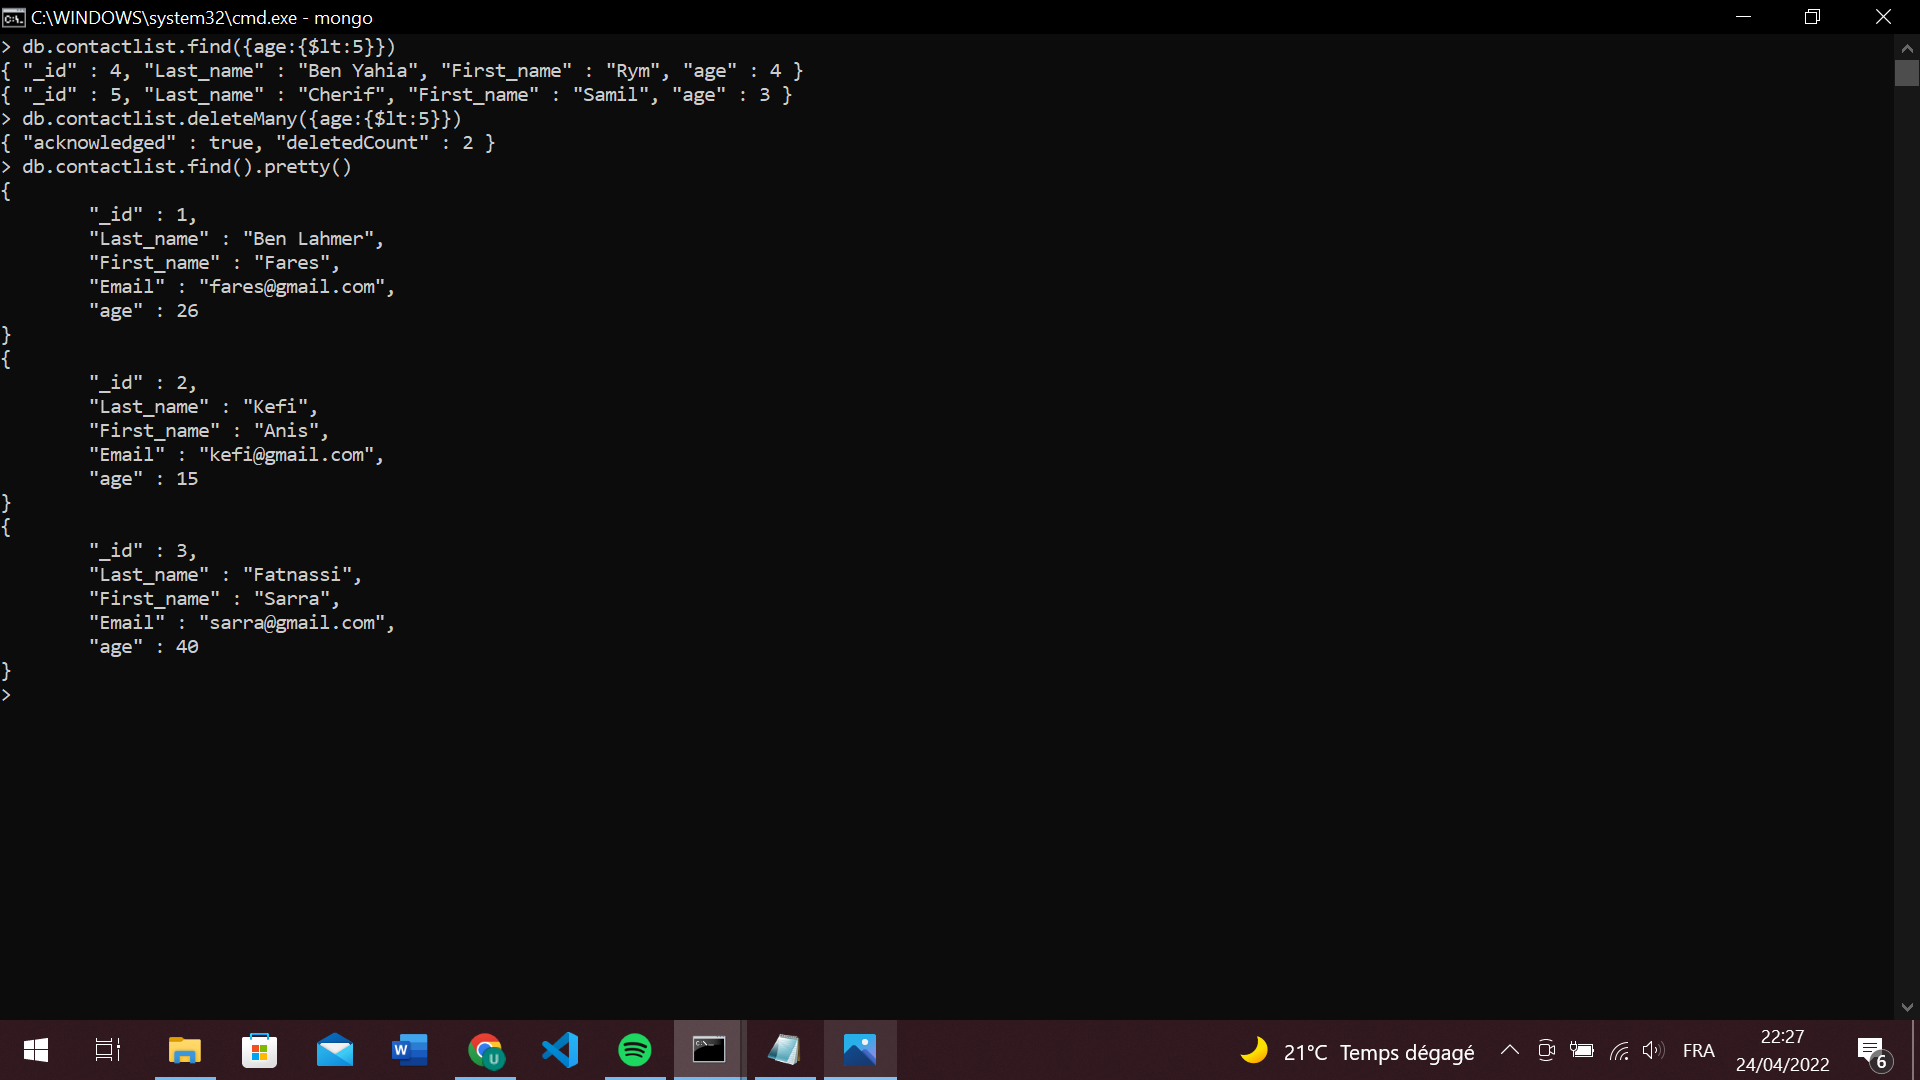 C:\WINDOWS\system32\cmd.exe - mongo
> db.contactlist.find({age:{$lt:5}})
{ "_id" : 4, "Last_name" : "Ben Yahia", "First_name" : "Rym", "age" : 4 }
{ "_id" : 5, "Last_name" : "Cherif", "First_name" : "Samil", "age" : 3 }
> db.contactlist.deleteMany({age:{$lt:5}})
{ "acknowledged" : true, "deletedCount" : 2 }
> db.contactlist.find().pretty()
{
"_id" : 1,
"Last_name" : "Ben Lahmer",
"First_name" : "Fares",
"Email" : "fares@gmail.com",
"age" : 26
}
{
"_id" : 2,
"Last_name" : "Kefi",
"First_name" : "Anis",
"Email" : "kefi@gmail.com",
"age" : 15
}
{
"_id" : 3,
"Last_name" : "Fatnassi",
"First_name" : "Sarra",
"Email" : "sarra@gmail.com",
"age" : 40
}
>
21°C Temps dégagé
FRA
22:27
24/04/2022
6